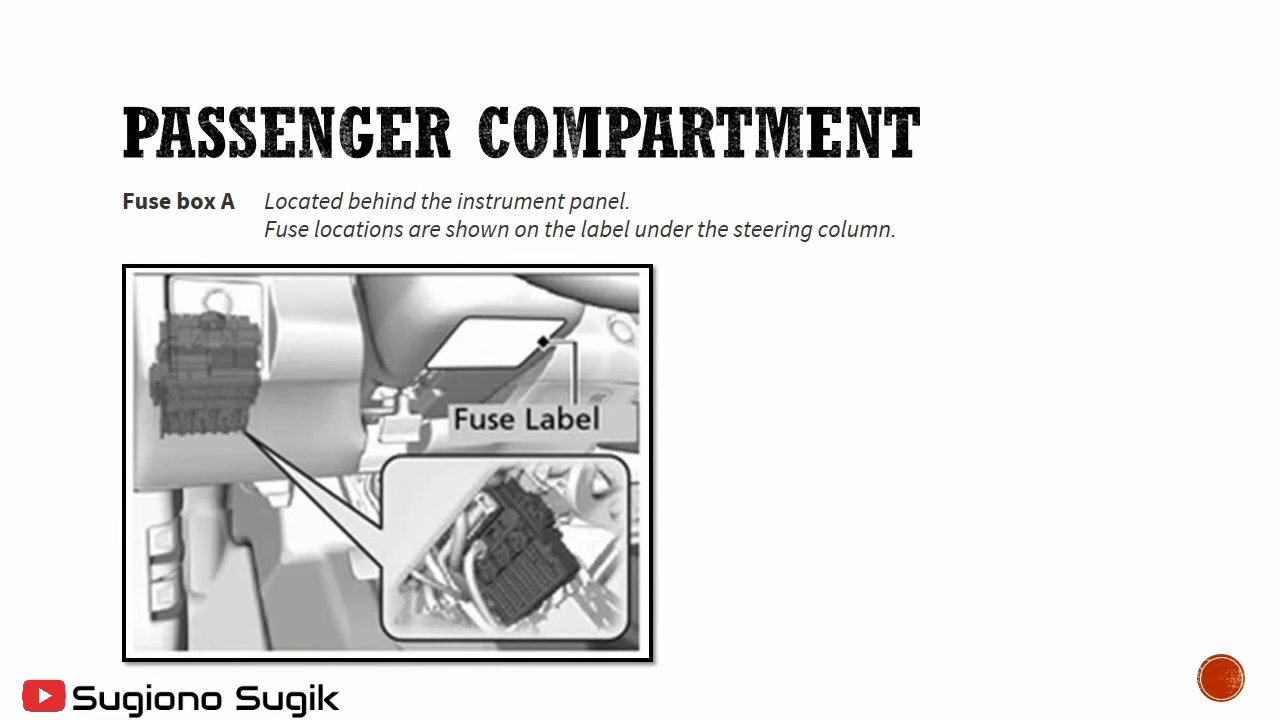 PASSENGER COMPARTMENT
Fuse box A Located behind the instrument panel.
Fuse locations are shown on the label under the steering column.
Fuse Label
Sugiono Sugik